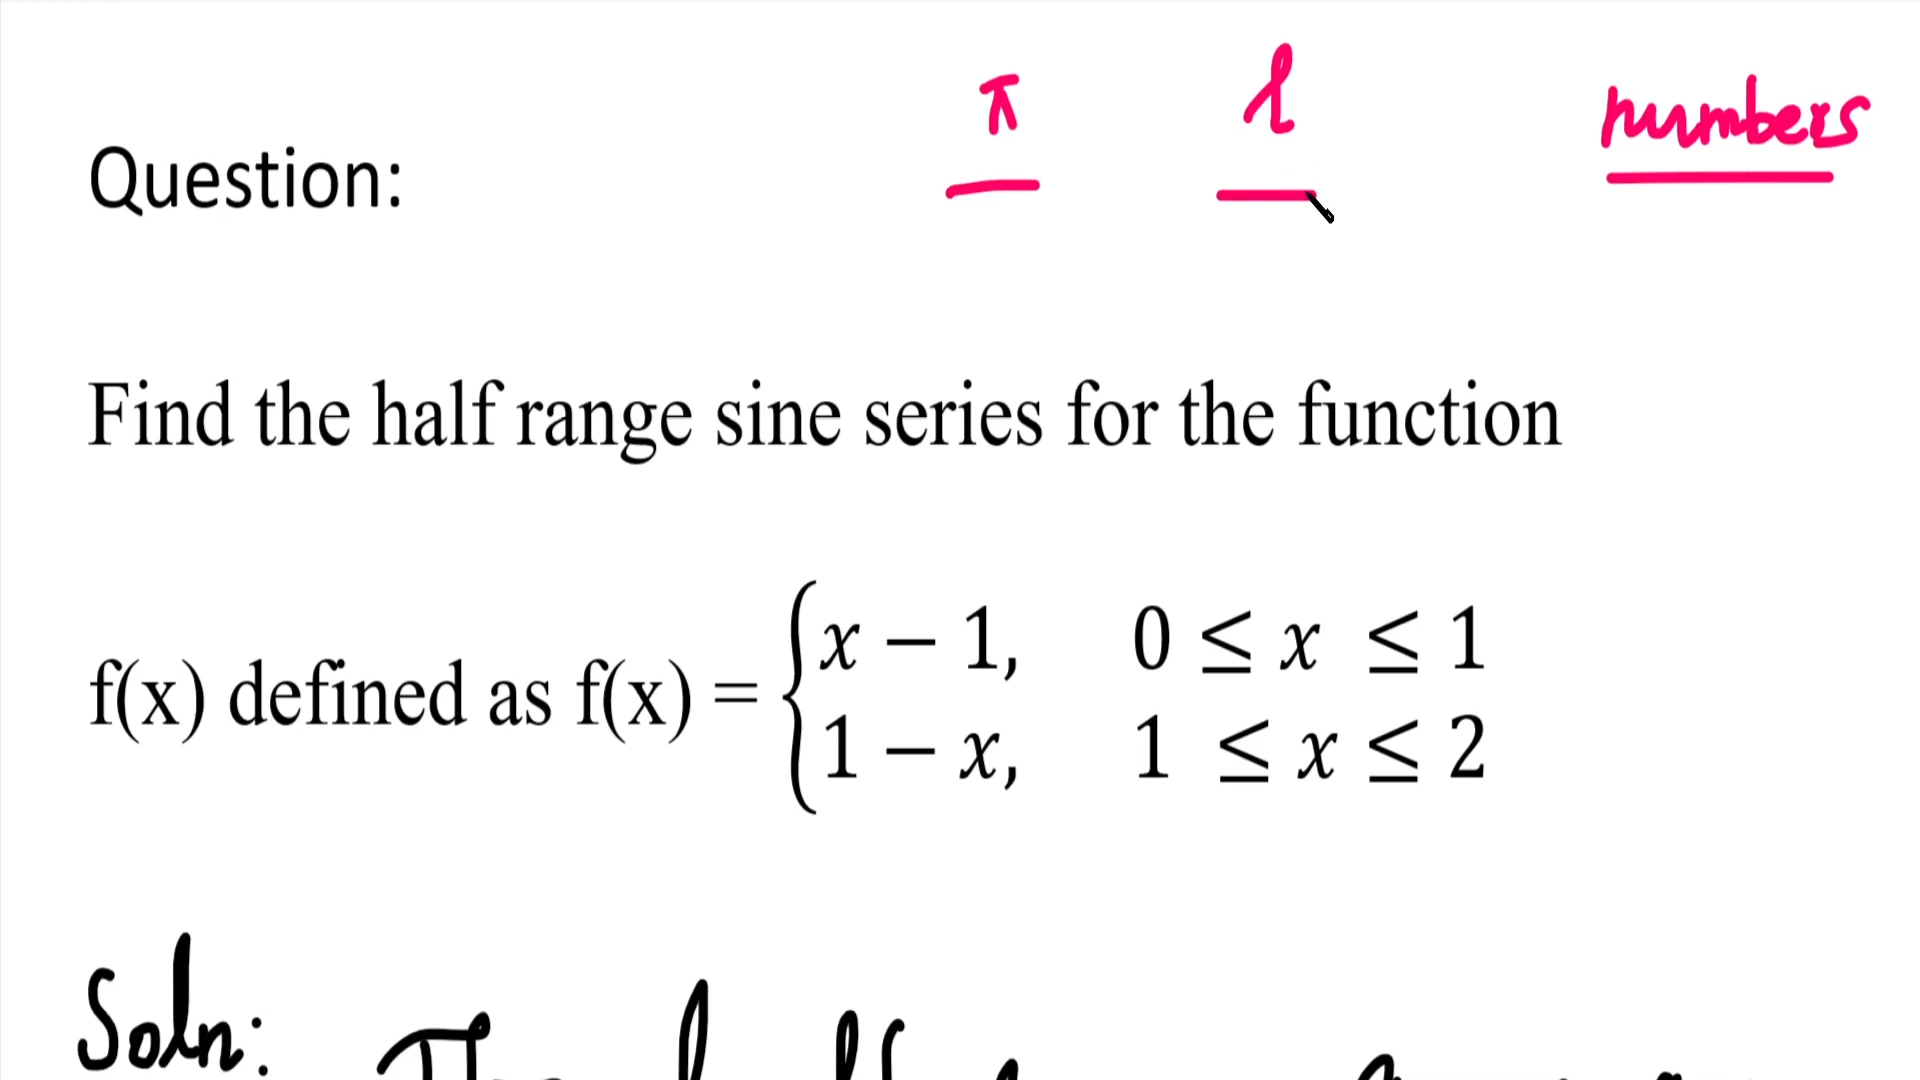 π l numbers
Question:
Find the half range sine series for the function
f(x) defined as f(x) = {x − 1, 0 ≤ x ≤ 1
1 − x, 1 ≤ x ≤ 2
Soln: